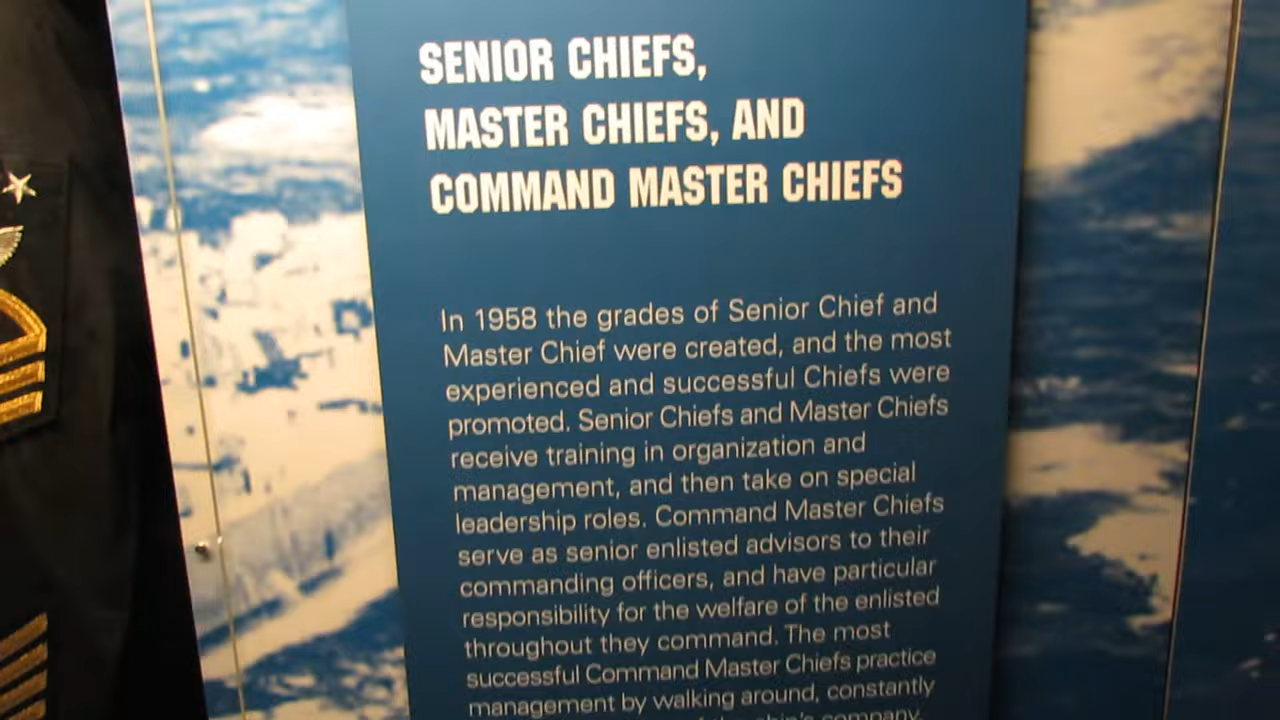 SENIOR CHIEFS,
MASTER CHIEFS, AND
COMMAND MASTER CHIEFS
In 1958 the grades of Senior Chief and
Master Chief were created, and the most
experienced and successful Chiefs were
promoted. Senior Chiefs and Master Chiefs
receive training in organization and
management, and then take on special
leadership roles. Command Master Chiefs
serve as senior enlisted advisors to their
commanding officers, and have particular
responsibility for the welfare of the enlisted
throughout they command. The most
successful Command Master Chiefs practice
management by walking around, constantly
the ship's company.